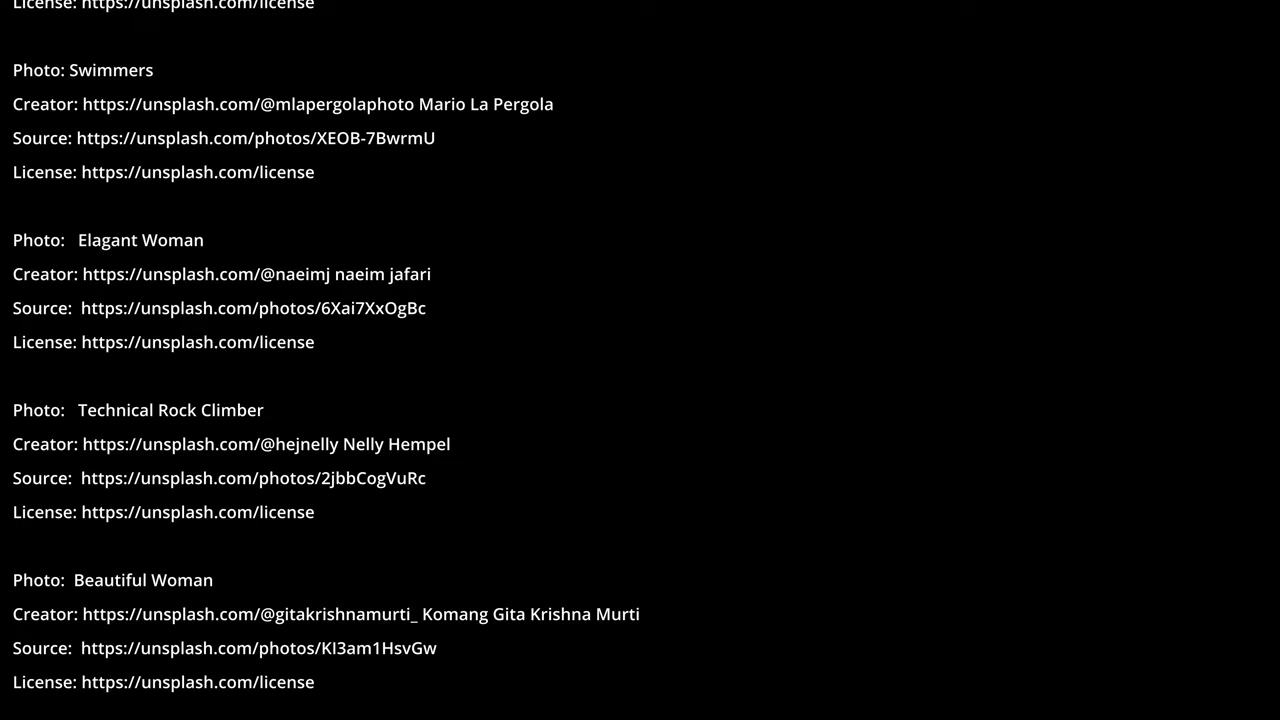 License: https://unsplash.com/license
Photo: Swimmers
Creator: https://unsplash.com/@mlapergolaphoto Mario La Pergola
Source: https://unsplash.com/photos/XEOB-7BwrmU
License: https://unsplash.com/license
Photo: Elagant Woman
Creator: https://unsplash.com/@naeimj naeim jafari
Source: https://unsplash.com/photos/6Xai7XxOgBc
License: https://unsplash.com/license
Photo: Technical Rock Climber
Creator: https://unsplash.com/@hejnelly Nelly Hempel
Source: https://unsplash.com/photos/2jbbCogVuRc
License: https://unsplash.com/license
Photo: Beautiful Woman
Creator: https://unsplash.com/@gitakrishnamurti_ Komang Gita Krishna Murti
Source: https://unsplash.com/photos/KI3am1HsvGw
License: https://unsplash.com/license